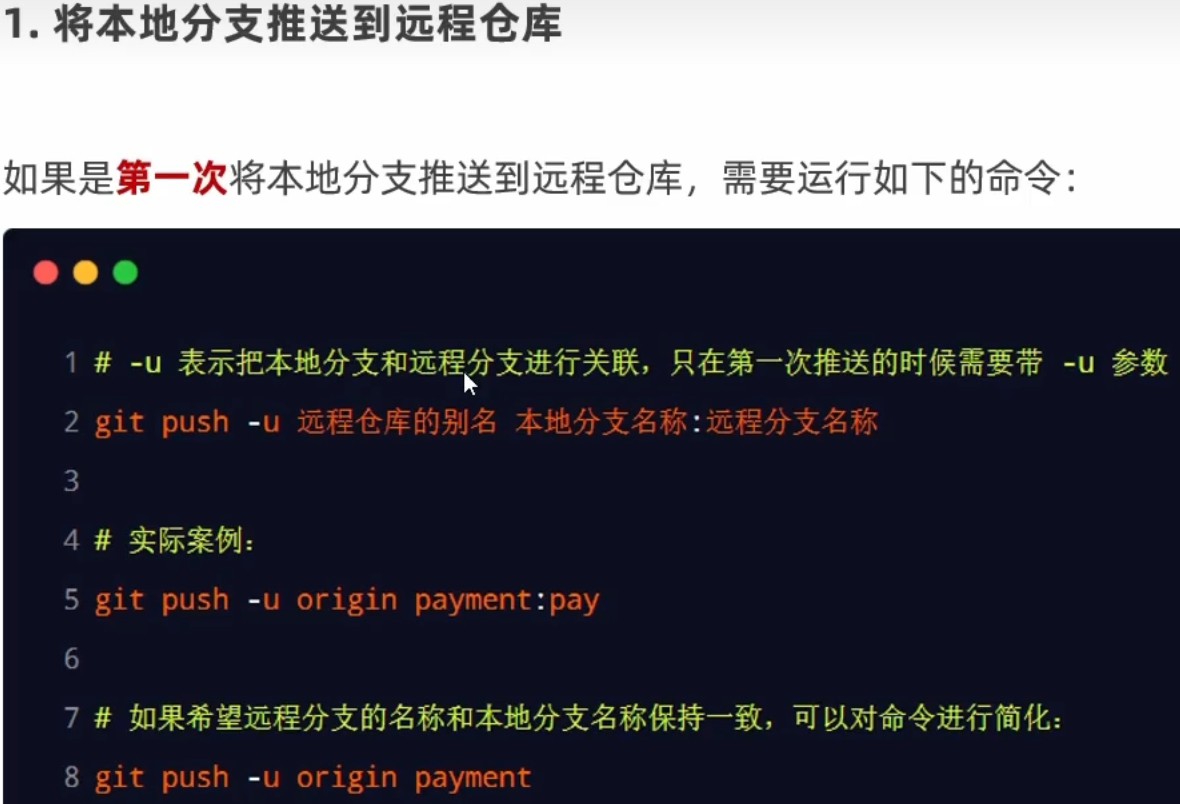 1. 将本地分支推送到远程仓库
如果是第一次将本地分支推送到远程仓库，需要运行如下的命令：
1 # -u 表示把本地分支和远程分支进行关联，只在第一次推送的时候需要带 -u 参数
2 git push -u 远程仓库的别名 本地分支名称:远程分支名称
3
4 # 实际案例：
5 git push -u origin payment:pay
6
7 # 如果希望远程分支的名称和本地分支名称保持一致，可以对命令进行简化：
8 git push -u origin payment